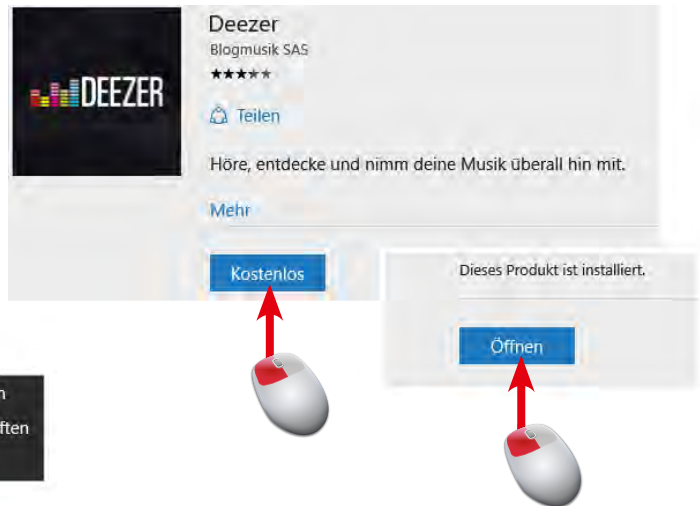 DEEZER
Deezer
Blogmusik SAS
Teilen
Höre, entdecke und nimm deine Musik überall hin mit.
Mehr
Kostenlos
Dieses Produkt ist installiert.
Öffnen